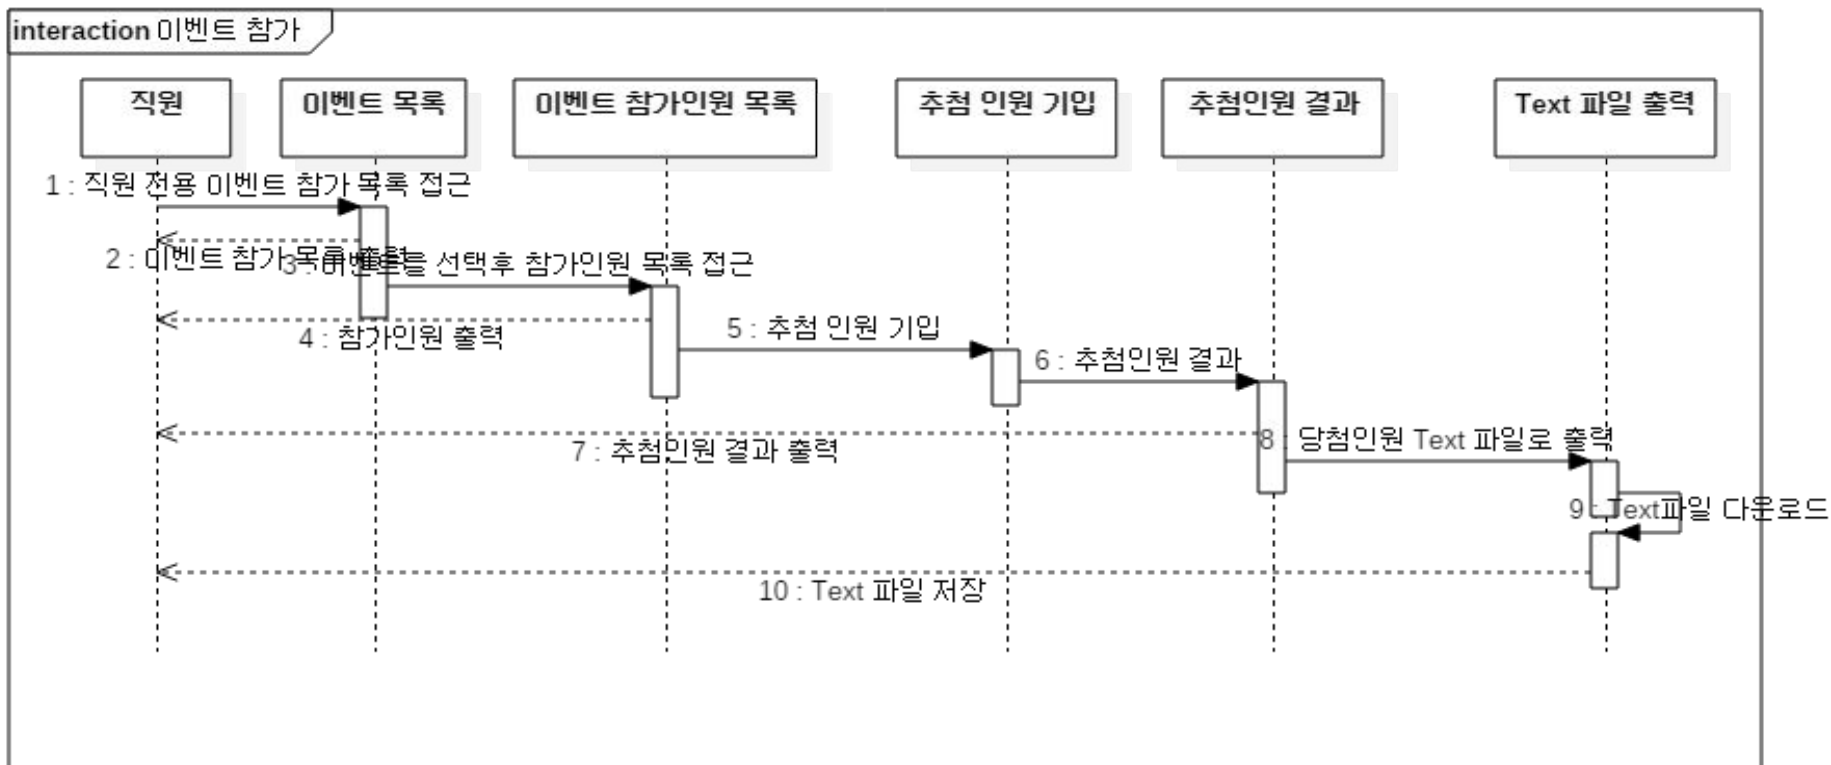 interaction 이벤트 참가
직원
이벤트 목록
이벤트 참가인원 목록
추첨 인원 기입
추첨인원 결과
Text 파일 출력
1 : 직원 전용 이벤트 참가 목록 접근
2 : 이벤트 참가 목록 출력
3 : 이벤트를 선택후 참가인원 목록 접근
4 : 참가인원 출력
5 : 추첨 인원 기입
6 : 추첨인원 결과
7 : 추첨인원 결과 출력
8 : 당첨인원 Text 파일로 출력
9 : Text파일 다운로드
10 : Text 파일 저장